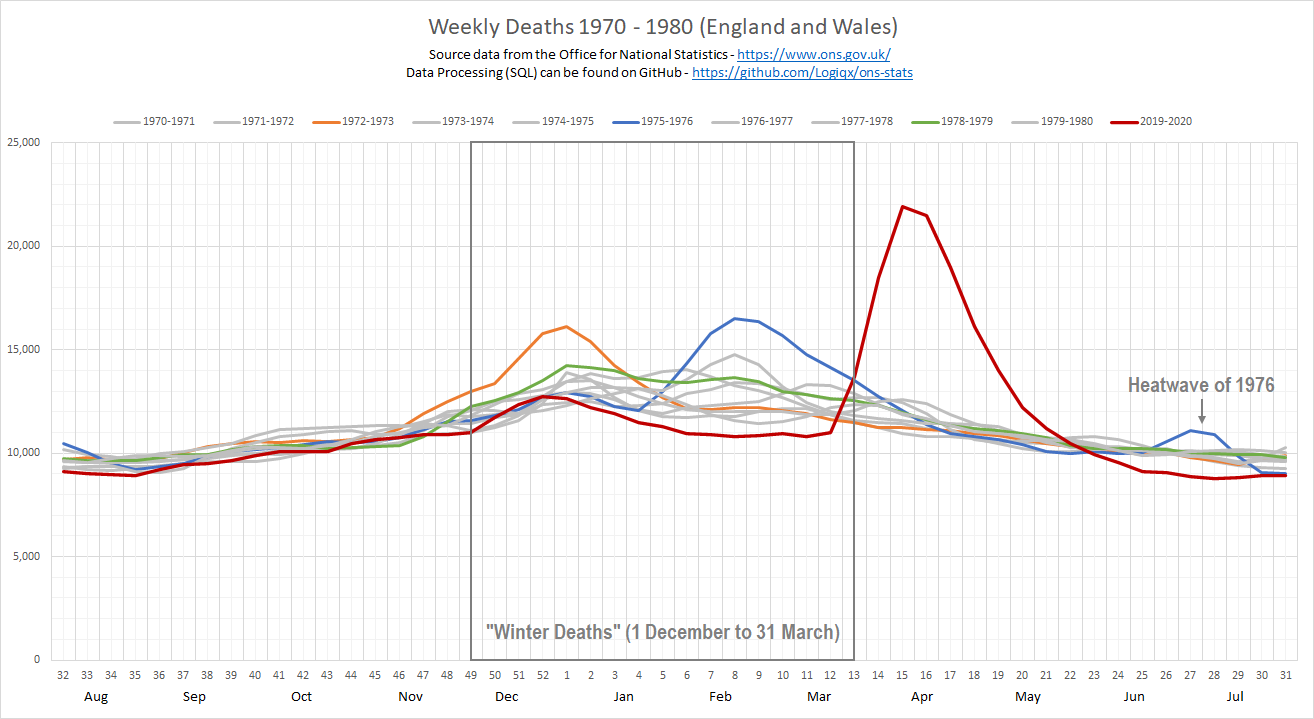 Weekly Deaths 1970 - 1980 (England and Wales)
Source data from the Office for National Statistics - https://www.ons.gov.uk/
Data Processing (SQL) can be found on GitHub - https://github.com/Logiqx/ons-stats
1970-1971 1971-1972 1972-1973 1973-1974 1974-1975 1975-1976 1976-1977 1977-1978 1978-1979 1979-1980 2019-2020
25,000
20,000
15,000
Heatwave of 1976
10,000
5,000
"Winter Deaths" (1 December to 31 March)
0
32 33 34 35 36 37 38 39 40 41 42 43 44 45 46 47 48 49 50 51 52 1 2 3 4 5 6 7 8 9 10 11 12 13 14 15 16 17 18 19 20 21 22 23 24 25 26 27 28 29 30 31
Aug Sep Oct Nov Dec Jan Feb Mar Apr May Jun Jul